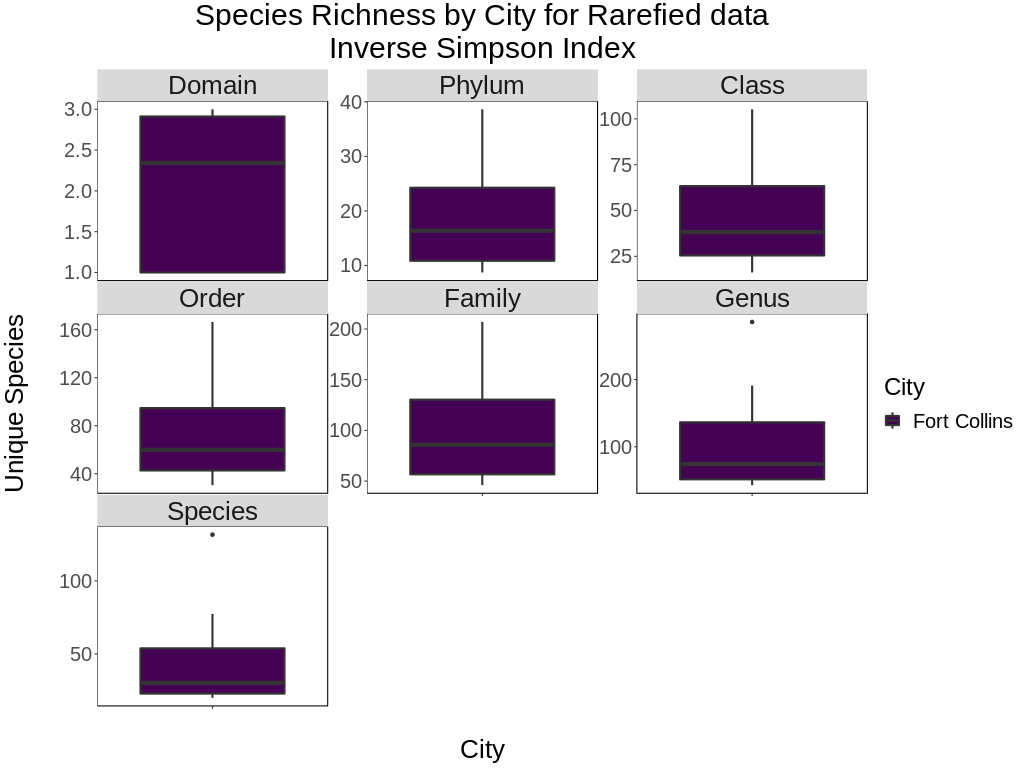 Species Richness by City for Rarefied data
Inverse Simpson Index
Domain
Phylum
Class
3.0
2.5
2.0
1.5
1.0
40
30
20
10
100
75
50
25
Order
Family
Genus
160
120
80
40
200
150
100
50
200
100
Species
100
50
Unique Species
City
City
Fort Collins